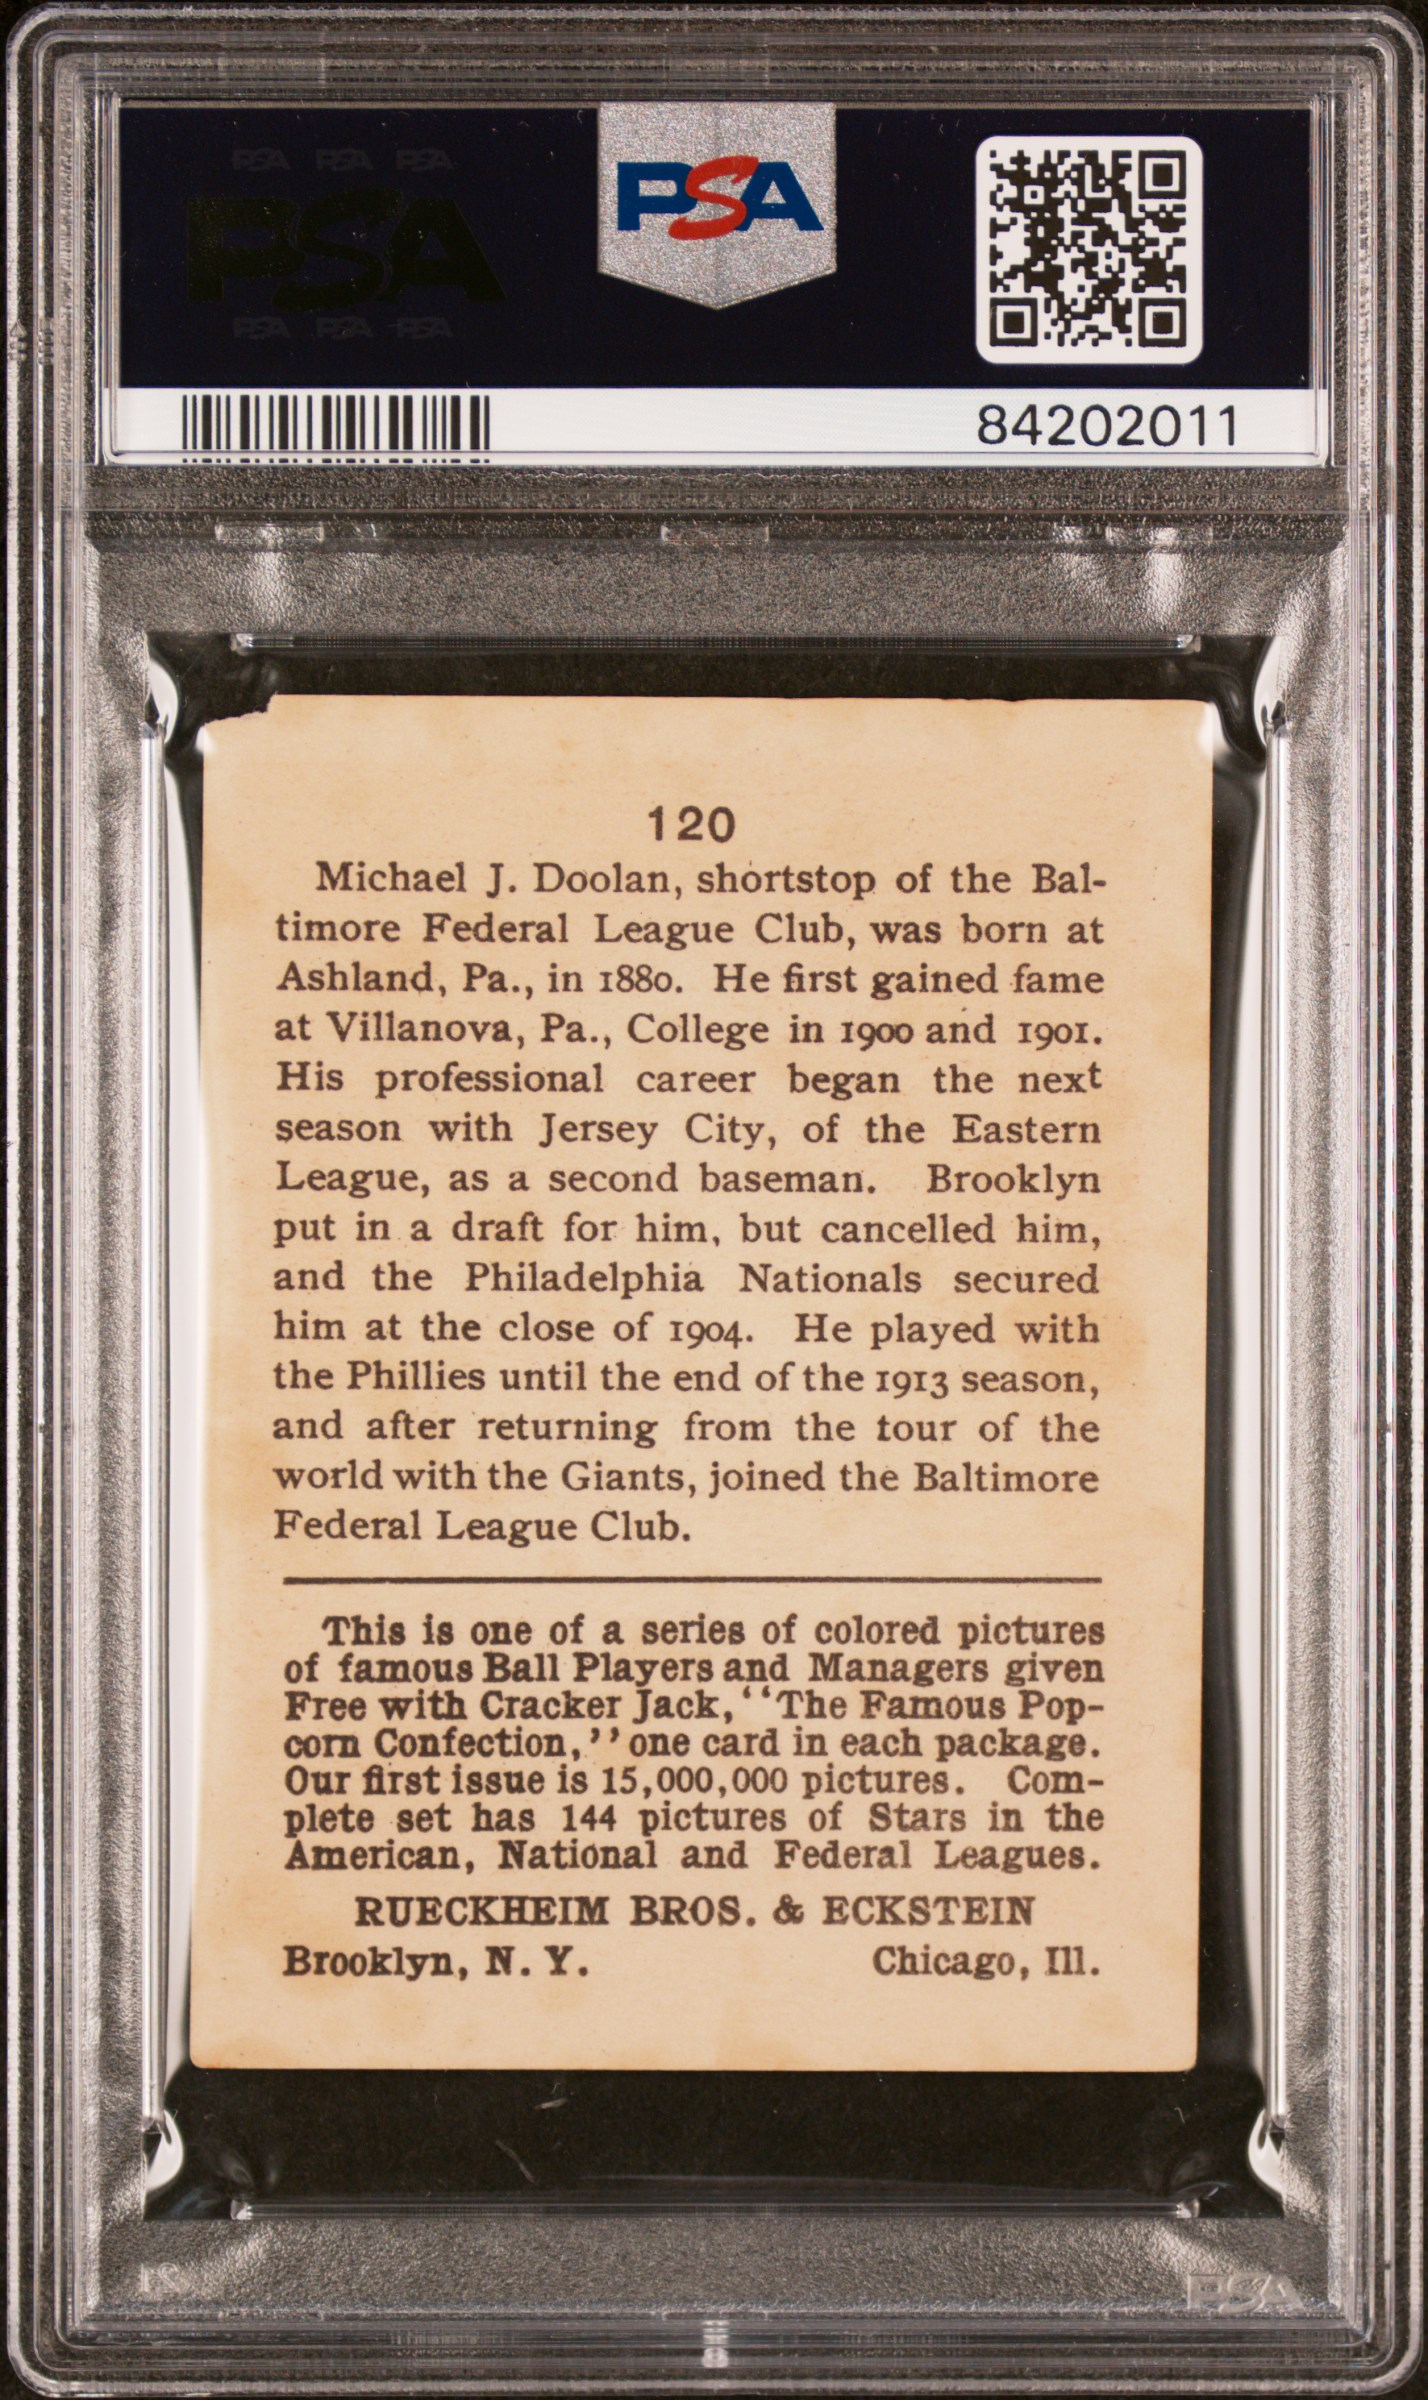 PSA PSA PSA
PSA
PSA PSA PSA
PSA
84202011
120
Michael J. Doolan, shortstop of the Bal-
timore Federal League Club, was born at
Ashland, Pa., in 1880. He first gained fame
at Villanova, Pa., College in 1900 and 1901.
His professional career began the next
season with Jersey City, of the Eastern
League, as a second baseman. Brooklyn
put in a draft for him, but cancelled him,
and the Philadelphia Nationals secured
him at the close of 1904. He played with
the Phillies until the end of the 1913 season,
and after returning from the tour of the
world with the Giants, joined the Baltimore
Federal League Club.
This is one of a series of colored pictures
of famous Ball Players and Managers given
Free with Cracker Jack, "The Famous Pop-
corn Confection," one card in each package.
Our first issue is 15,000,000 pictures. Com-
plete set has 144 pictures of Stars in the
American, National and Federal Leagues.
RUECKHEIM BROS. & ECKSTEIN
Brooklyn, N. Y. Chicago, Ill.
PSA